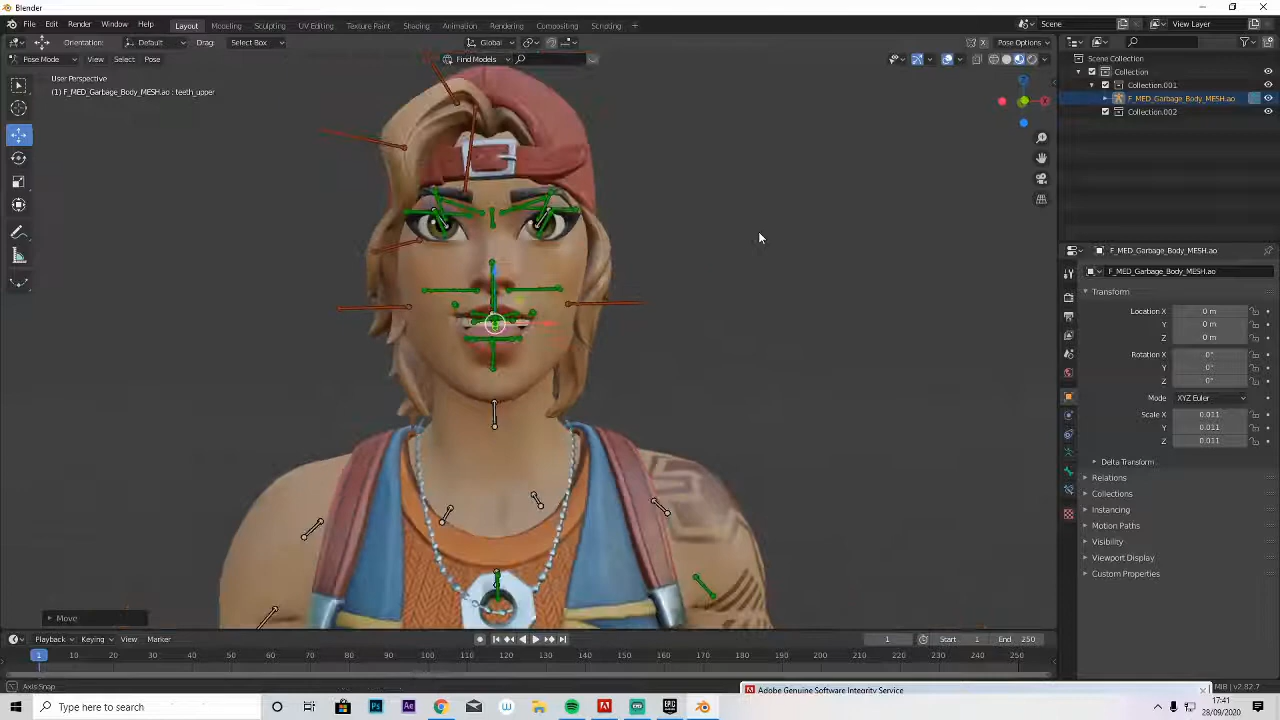 Blender
File Edit Render Window Help Layout Modeling Sculpting UV Editing Texture Paint Shading Animation Rendering Compositing Scripting + Scene View Layer
Orientation: Default Drag: Select Box Global Pose Options
Pose Mode View Select Pose Find Models
User Perspective
(1) F_MED_Garbage_Body_MESH.ao : teeth_upper
Scene Collection
Collection
Collection.001
F_MED_Garbage_Body_MESH.ao
Collection.002
F_MED_Garbage_Body_MESH.ao
F_MED_Garbage_Body_MESH.ao
Transform
Location X 0 m
Y 0 m
Z 0 m
Rotation X 0°
Y 0°
Z 0°
Mode XYZ Euler
Scale X 0.011
Y 0.011
Z 0.011
Delta Transform
Relations
Collections
Instancing
Motion Paths
Visibility
Viewport Display
Custom Properties
Move
Playback Keying View Marker 1 Start 1 End 250
1 10 20 30 40 50 60 70 80 90 100 110 120 130 140 150 160 170 180 190 200 210 220 230 240 250
Axis Snap
Adobe Genuine Software Integrity Service
MiB | v2.82.7
Type here to search
17:41
28/09/2020